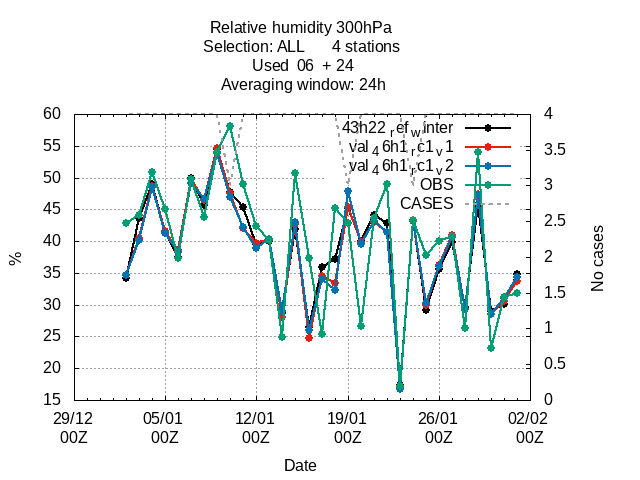 Relative humidity 300hPa
Selection: ALL 4 stations
Used 06 + 24
Averaging window: 24h
60 4
55 3.5
50 3
45 2.5
40 2
35 1.5
30 1
25 0.5
20 0
15
43h22_ref_winter
val_46h1_rc1_v1
val_46h1_rc1_v2
OBS
CASES
%
No cases
29/12 05/01 12/01 19/01 26/01 02/02
00Z 00Z 00Z 00Z 00Z 00Z
Date